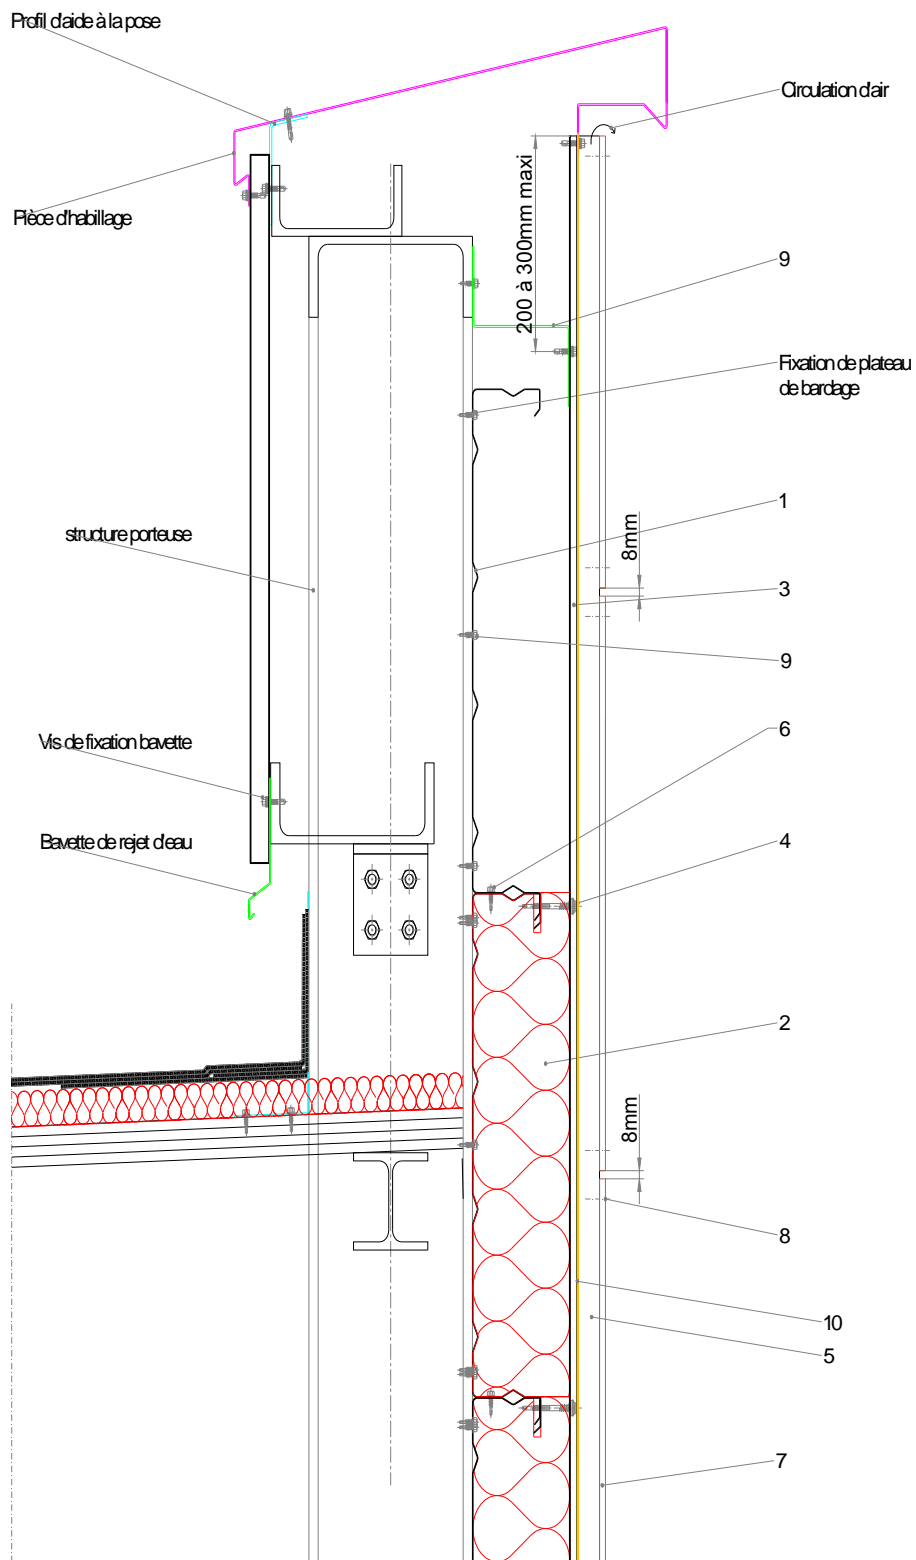 Profil d'aide à la pose
Circulation d'air
Pièce d'habillage
200 à 300mm maxi
9
Fixation de plateau
de bardage
1
8mm
structure porteuse
3
9
6
Vis de fixation bavette
Bavette de rejet d'eau
4
2
8mm
8
10
5
7